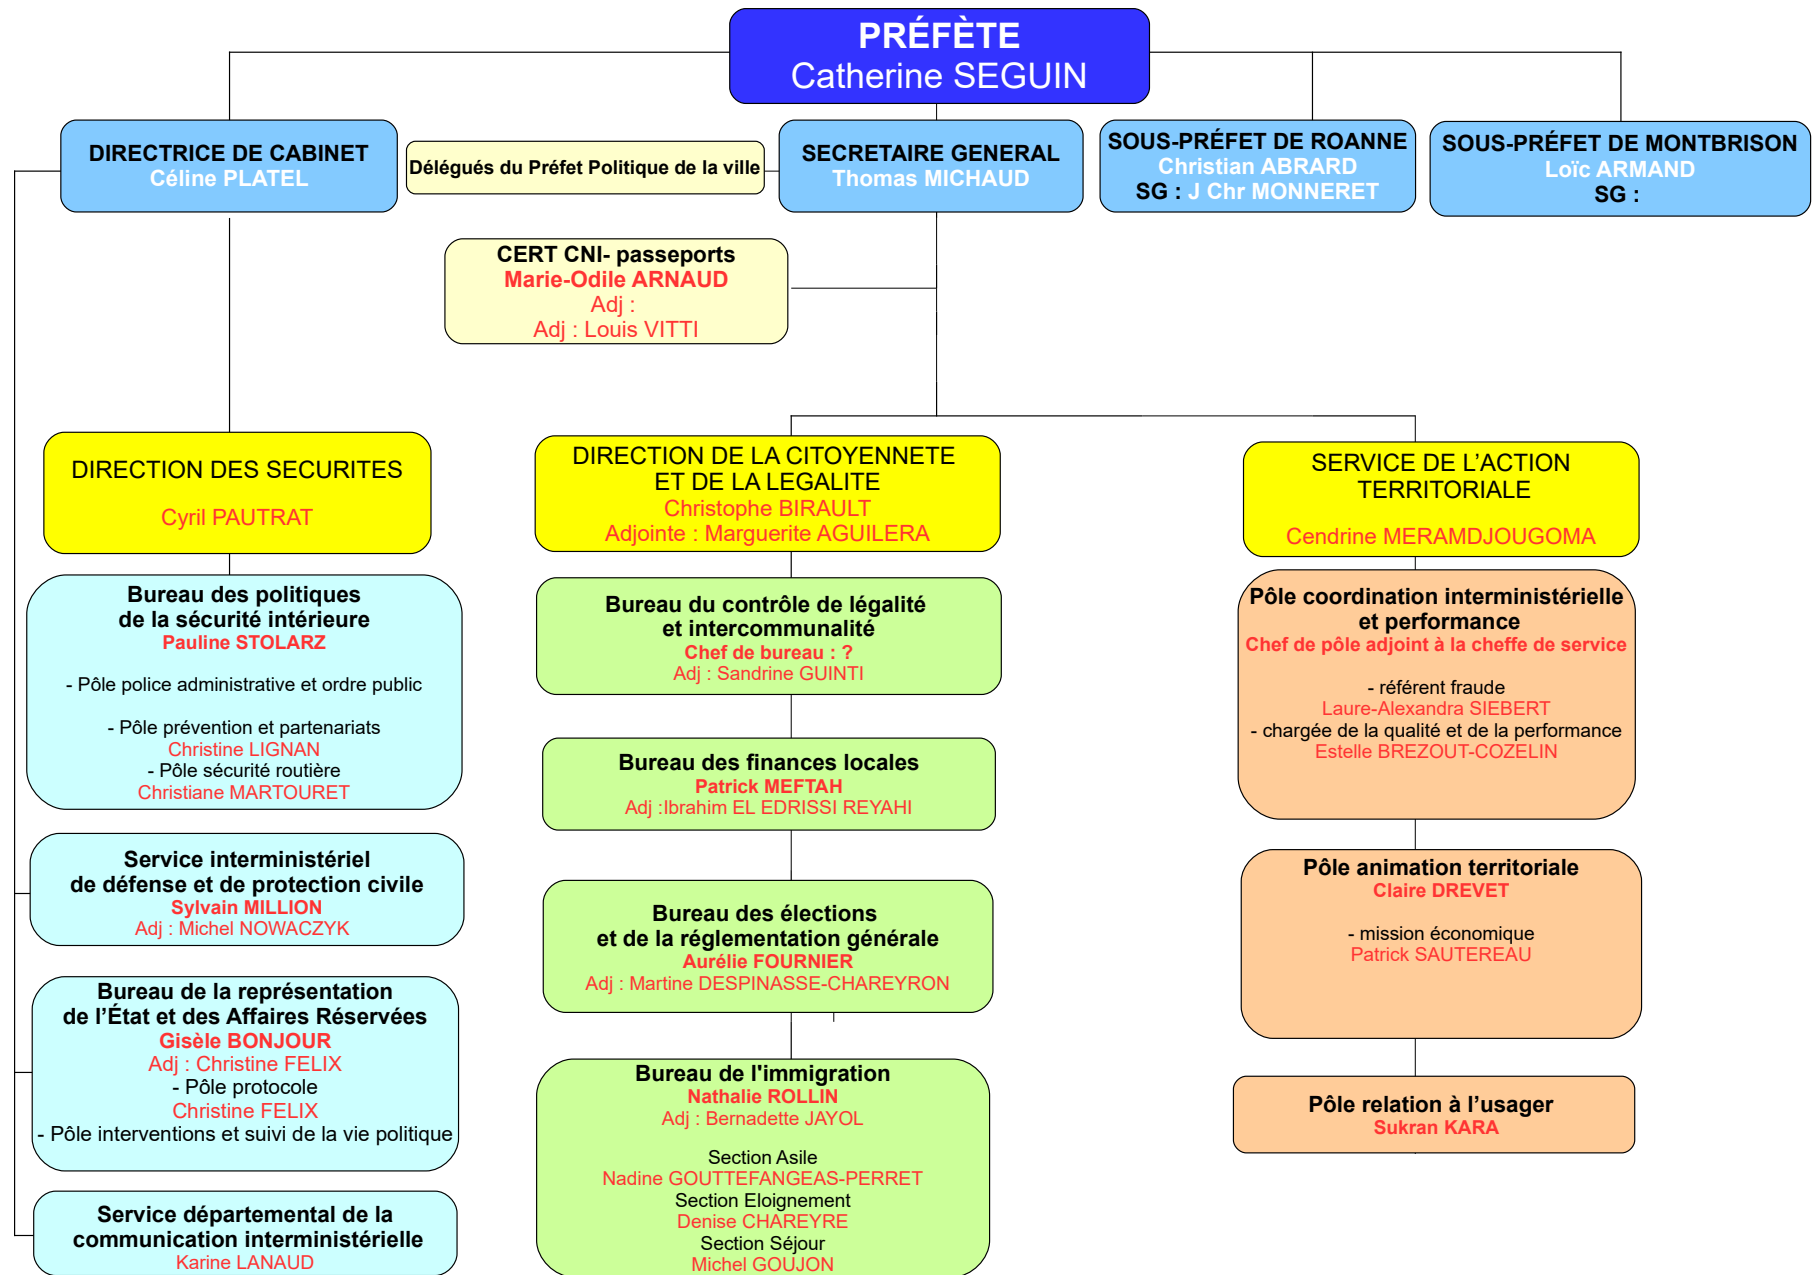 PRÉFÈTE
Catherine SEGUIN
DIRECTRICE DE CABINET
Céline PLATEL
Délégués du Préfet Politique de la ville
SECRETAIRE GENERAL
Thomas MICHAUD
SOUS-PRÉFET DE ROANNE
Christian ABRARD
SG : J Chr MONNERET
SOUS-PRÉFET DE MONTBRISON
Loïc ARMAND
SG :
CERT CNI- passeports
Marie-Odile ARNAUD
Adj :
Adj : Louis VITTI
DIRECTION DES SECURITES
Cyril PAUTRAT
Bureau des politiques
de la sécurité intérieure
Pauline STOLARZ
- Pôle police administrative et ordre public
- Pôle prévention et partenariats
Christine LIGNAN
- Pôle sécurité routière
Christiane MARTOURET
Service interministériel
de défense et de protection civile
Sylvain MILLION
Adj : Michel NOWACZYK
Bureau de la représentation
de l’État et des Affaires Réservées
Gisèle BONJOUR
Adj : Christine FELIX
- Pôle protocole
Christine FELIX
- Pôle interventions et suivi de la vie politique
Service départemental de la
communication interministérielle
Karine LANAUD
DIRECTION DE LA CITOYENNETE
ET DE LA LEGALITE
Christophe BIRAULT
Adjointe : Marguerite AGUILERA
Bureau du contrôle de légalité
et intercommunalité
Chef de bureau : ?
Adj : Sandrine GUINTI
Bureau des finances locales
Patrick MEFTAH
Adj :Ibrahim EL EDRISSI REYAHI
Bureau des élections
et de la réglementation générale
Aurélie FOURNIER
Adj : Martine DESPINASSE-CHAREYRON
Bureau de l'immigration
Nathalie ROLLIN
Adj : Bernadette JAYOL
Section Asile
Nadine GOUTTEFANGEAS-PERRET
Section Eloignement
Denise CHAREYRE
Section Séjour
Michel GOUJON
SERVICE DE L’ACTION
TERRITORIALE
Cendrine MERAMDJOUGOMA
Pôle coordination interministérielle
et performance
Chef de pôle adjoint à la cheffe de service
- référent fraude
Laure-Alexandra SIEBERT
- chargée de la qualité et de la performance
Estelle BREZOUT-COZELIN
Pôle animation territoriale
Claire DREVET
- mission économique
Patrick SAUTEREAU
Pôle relation à l’usager
Sukran KARA